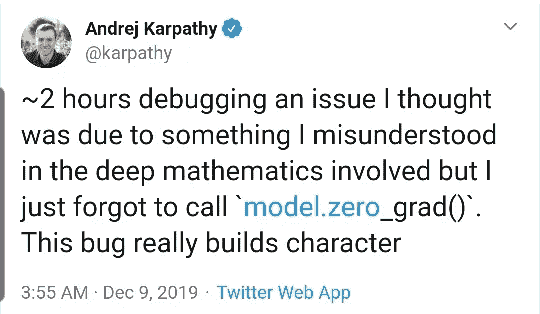 Andrej Karpathy
@karpathy
~2 hours debugging an issue I thought
was due to something I misunderstood
in the deep mathematics involved but I
just forgot to call `model.zero_grad()`.
This bug really builds character
3:55 AM · Dec 9, 2019 · Twitter Web App